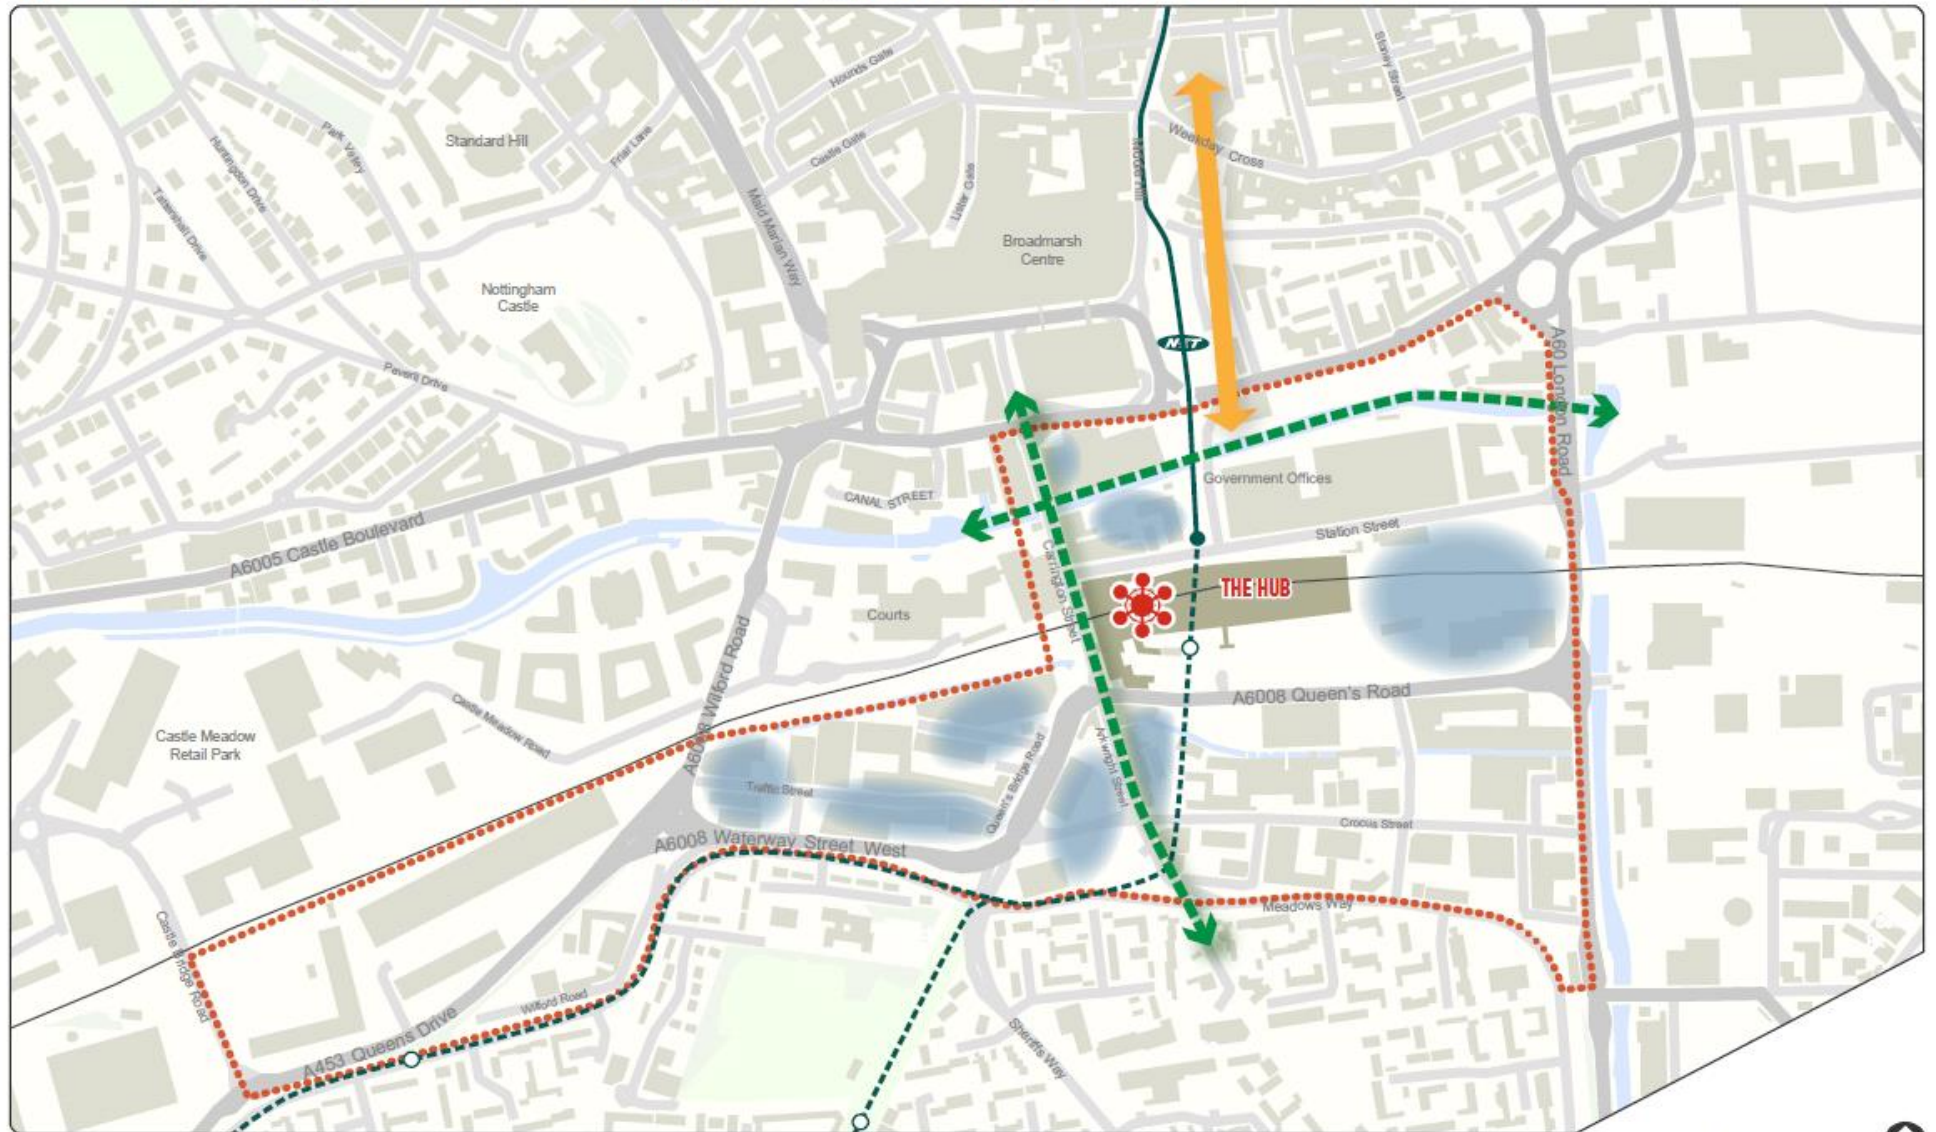 Hounds Gate
Stoney Street
Park Valley
Standard Hill
Friar Lane
Castle Gate
Weekday Cross
Huntingdon Drive
Middle Hill
Lister Gate
Tattershall Drive
Maid Marian Way
Broadmarsh
Centre
Nottingham
Castle
NET
Peveril Drive
A60 London Road
Government Offices
CANAL STREET
Station Street
A6005 Castle Boulevard
Carrington Street
THE HUB
Courts
A6008 Wilford Road
A6008 Queen's Road
Castle Meadow Road
Castle Meadow
Retail Park
Arkwright Street
Queen's Bridge Road
Traffic Street
Crocus Street
A6008 Waterway Street West
Meadows Way
Castle Bridge Road
Wilford Road
A453 Queens Drive
Sheriffs Way